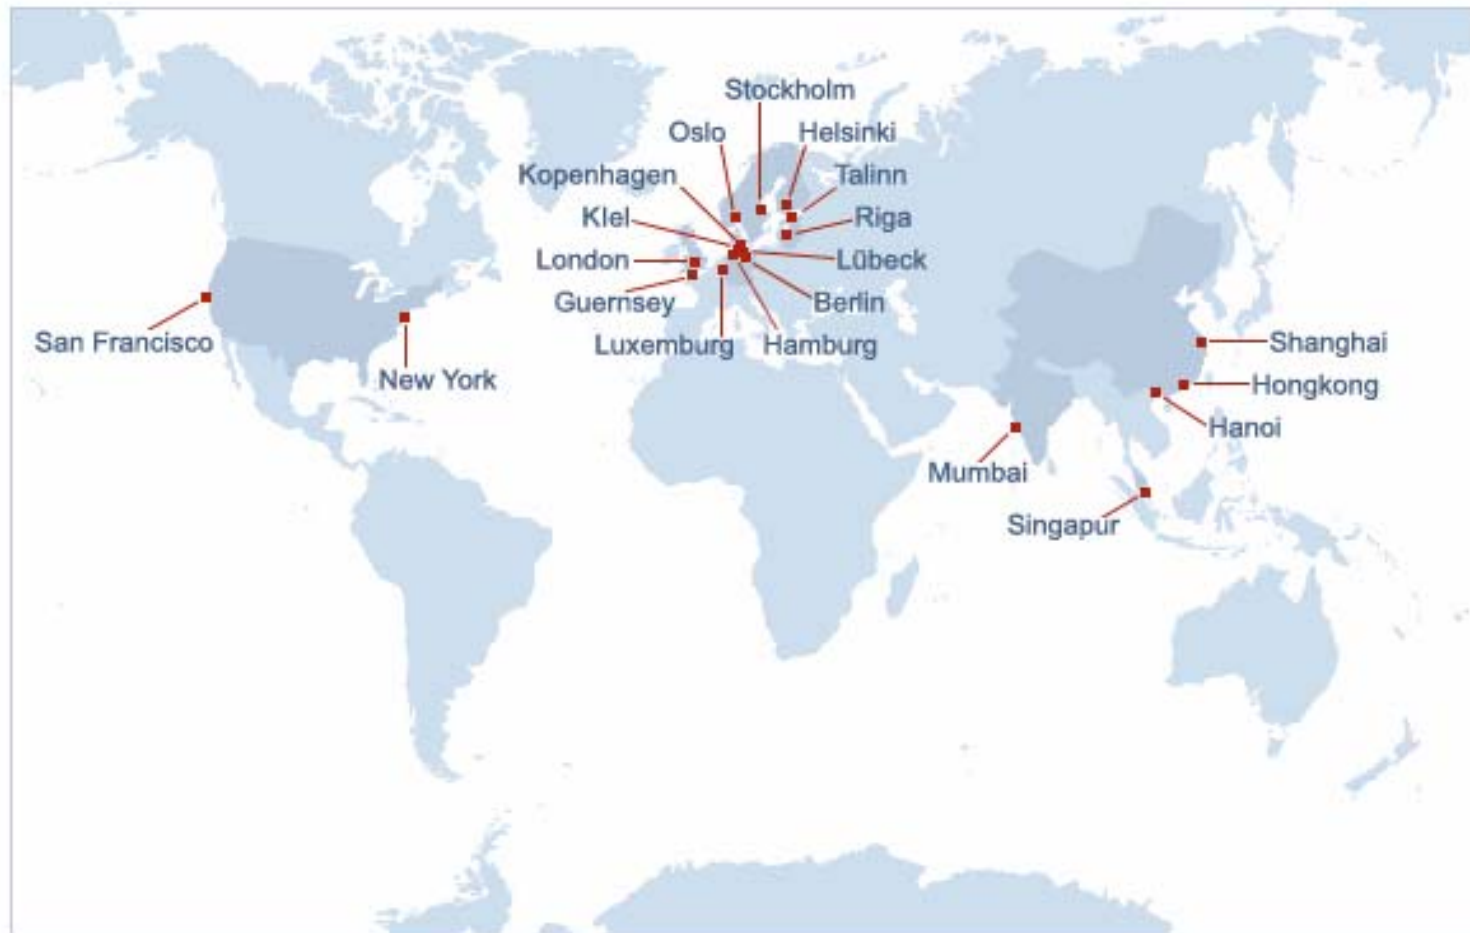 Stockholm
Oslo
Helsinki
Kopenhagen
Talinn
KIel
Riga
London
Lübeck
Guernsey
Berlin
San Francisco
Luxemburg
Hamburg
Shanghai
New York
Hongkong
Hanoi
Mumbai
Singapur